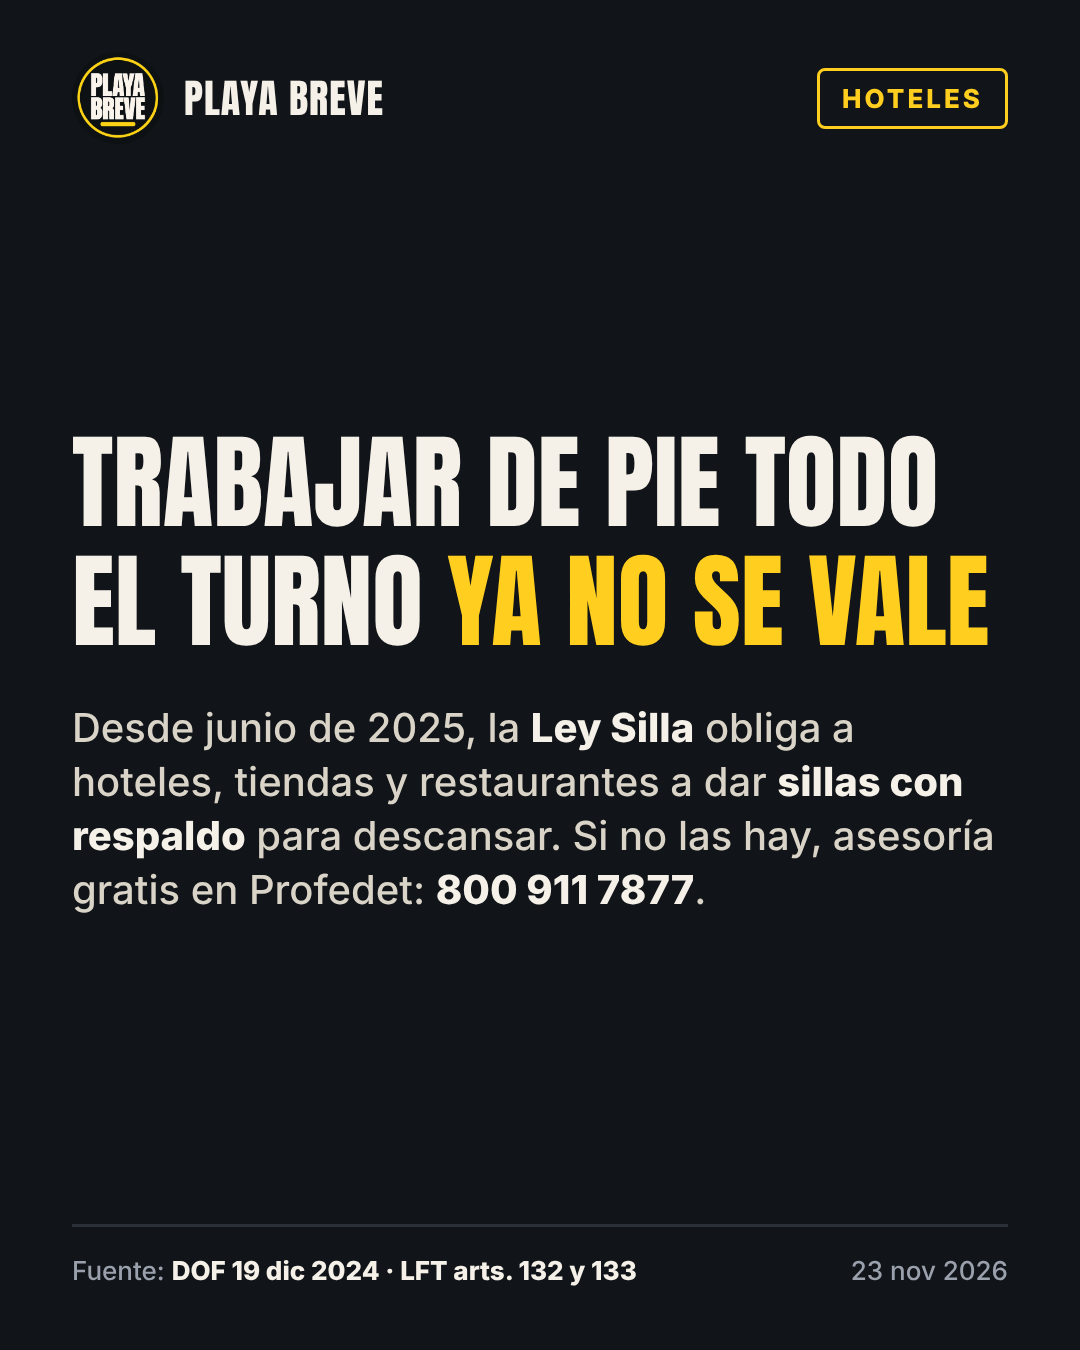 PLAYA
BREVE
PLAYA BREVE
HOTELES
TRABAJAR DE PIE TODO
EL TURNO YA NO SE VALE
Desde junio de 2025, la Ley Silla obliga a
hoteles, tiendas y restaurantes a dar sillas con
respaldo para descansar. Si no las hay, asesoría
gratis en Profedet: 800 911 7877.
Fuente: DOF 19 dic 2024 · LFT arts. 132 y 133
23 nov 2026